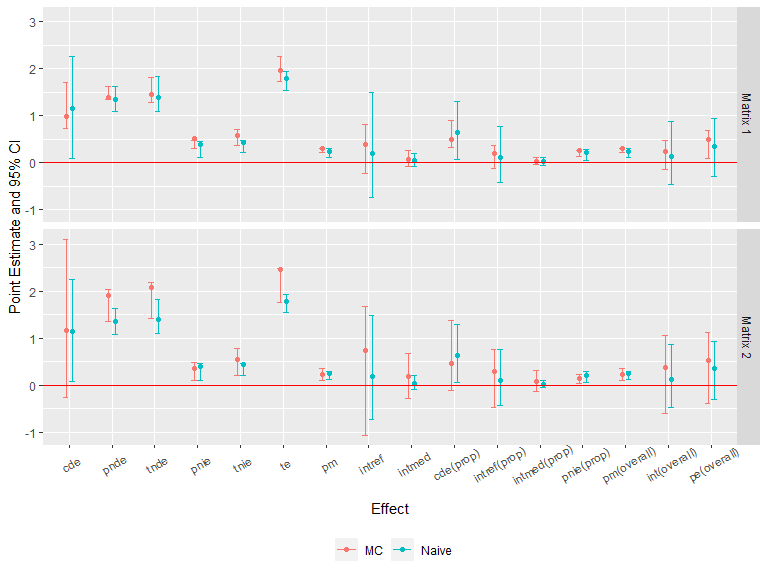 3
2
1
0
-1
Matrix 1
3
2
1
0
-1
Matrix 2
Point Estimate and 95% CI
cde
pnde
tnde
pnie
tnie
te
pm
intref
intmed
cde(prop)
intref(prop)
intmed(prop)
pnie(prop)
pm(overall)
int(overall)
pe(overall)
Effect
MC
Naive